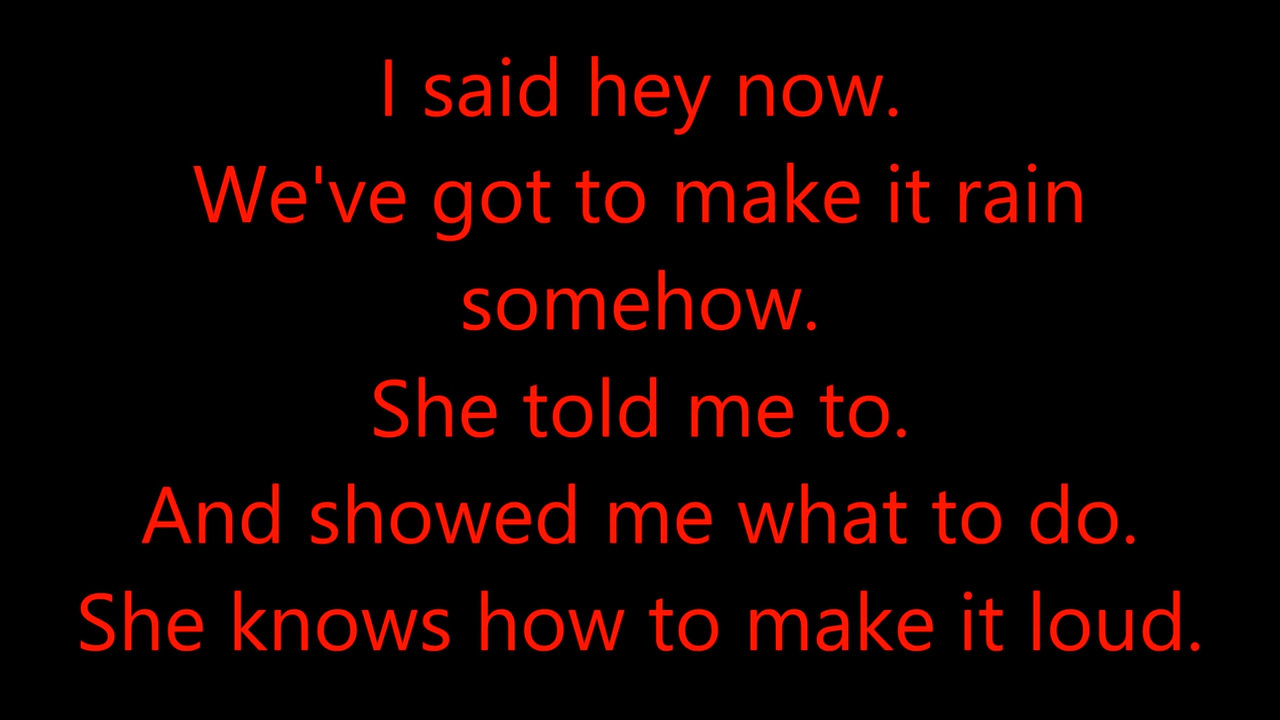 I said hey now.
We've got to make it rain
somehow.
She told me to.
And showed me what to do.
She knows how to make it loud.